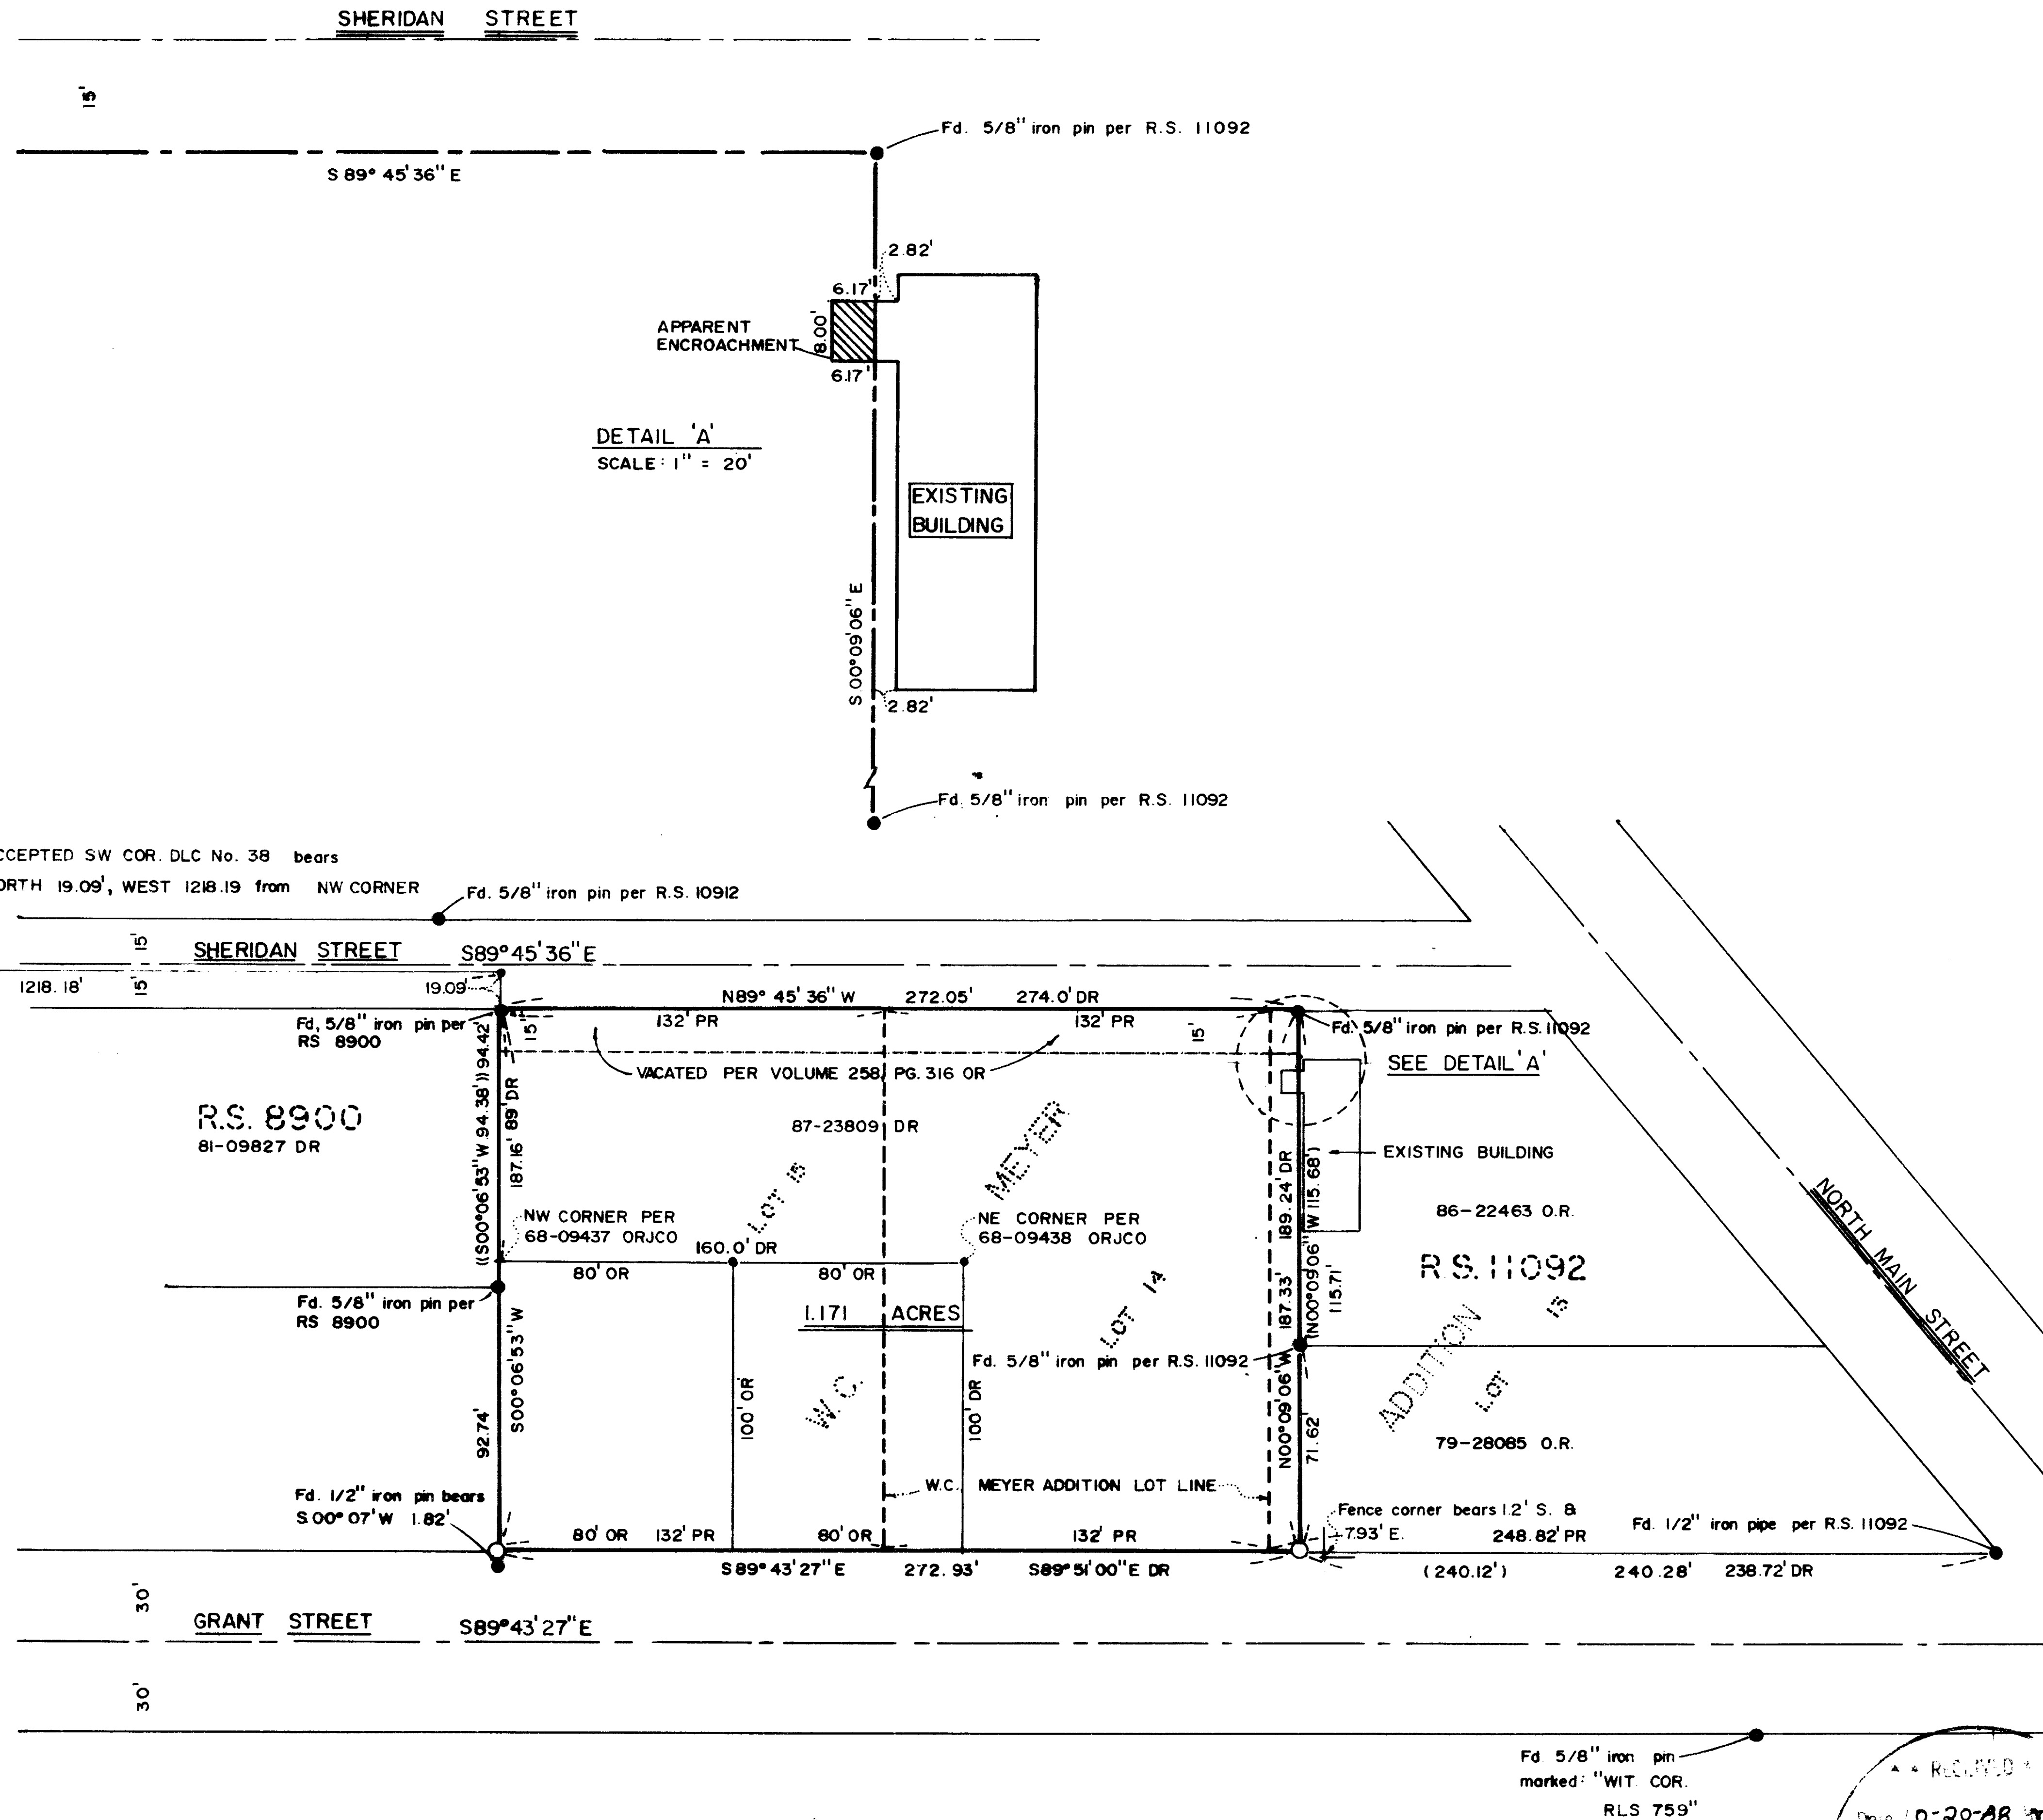 SHERIDAN STREET
15'
Fd. 5/8" iron pin per R.S. 11092
S 89° 45' 36" E
2.82'
6.17'
8.00'
APPARENT
ENCROACHMENT
6.17'
DETAIL 'A'
SCALE: 1" = 20'
EXISTING
BUILDING
S 00° 09' 06" E
2.82'
Fd. 5/8" iron pin per R.S. 11092
CCEPTED SW COR. DLC No. 38 bears
ORTH 19.09', WEST 1218.19 from NW CORNER
Fd. 5/8" iron pin per R.S. 10912
15'
SHERIDAN STREET S89° 45' 36" E
1218.18'
15'
19.09'
N89° 45' 36" W 272.05' 274.0' DR
132' PR
132' PR
15'
15'
Fd, 5/8" iron pin per
RS 8900
Fd. 5/8" iron pin per R.S. 11092
SEE DETAIL 'A'
VACATED PER VOLUME 258, PG. 316 OR
R.S. 8900
81-09827 DR
((S00° 06' 53" W 94.38')) 94.42'
187.16' 89' DR
87-23809 DR
MEYER
LOT 15
189.24' DR
187.33'
(N00° 09' 06" W 115.68')
115.71'
EXISTING BUILDING
86-22463 O.R.
R.S. 11092
NORTH MAIN STREET
NW CORNER PER
68-09437 ORJCO
NE CORNER PER
68-09438 ORJCO
160.0' DR
80' OR
80' OR
Fd. 5/8" iron pin per
RS 8900
1.171 ACRES
LOT 14
ADDITION
LOT 15
Fd. 5/8" iron pin per R.S. 11092
S00° 06' 53" W
92.74'
100' OR
W.C.
100' DR
N00° 09' 06" W
71.62'
79-28085 O.R.
W.C. MEYER ADDITION LOT LINE
Fd. 1/2" iron pin bears
S 00° 07' W 1.82'
Fence corner bears 1.2' S. &
7.93' E.
80' OR 132' PR
80' OR
132' PR
248.82' PR
Fd. 1/2" iron pipe per R.S. 11092
S89° 43' 27" E 272.93' S89° 51' 00" E DR
(240.12') 240.28' 238.72' DR
30'
GRANT STREET S89° 43' 27" E
30'
Fd 5/8" iron pin
marked: "WIT. COR.
RLS 759"
RECEIVED